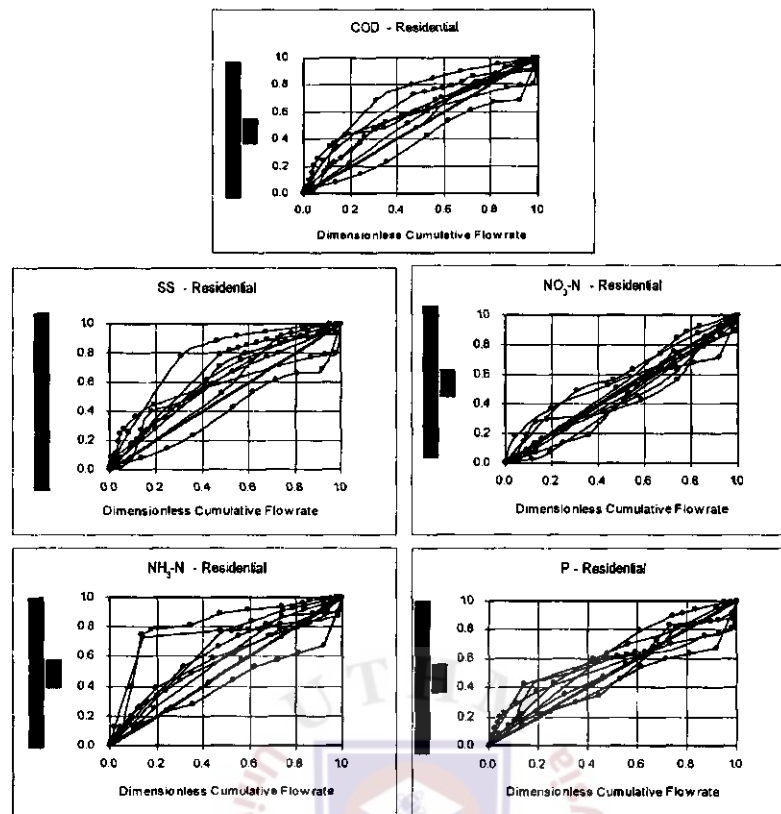 COD - Residential
1.0
0.8
0.6
0.4
0.2
0.0
0.0 0.2 0.4 0.6 0.8 1.0
Dimensionless Cumulative Flowrate
SS - Residential
1.0
0.8
0.6
0.4
0.2
0.0
0.0 0.2 0.4 0.6 0.8 1.0
Dimensionless Cumulative Flowrate
NO₃-N - Residential
1.0
0.8
0.6
0.4
0.2
0.0
0.0 0.2 0.4 0.6 0.8 1.0
Dimensionless Cumulative Flowrate
NH₃-N - Residential
1.0
0.8
0.6
0.4
0.2
0.0
0.0 0.2 0.4 0.6 0.8 1.0
Dimensionless Cumulative Flowrate
P - Residential
1.0
0.8
0.6
0.4
0.2
0.0
0.0 0.2 0.4 0.6 0.8 1.0
Dimensionless Cumulative Flowrate
UTHM